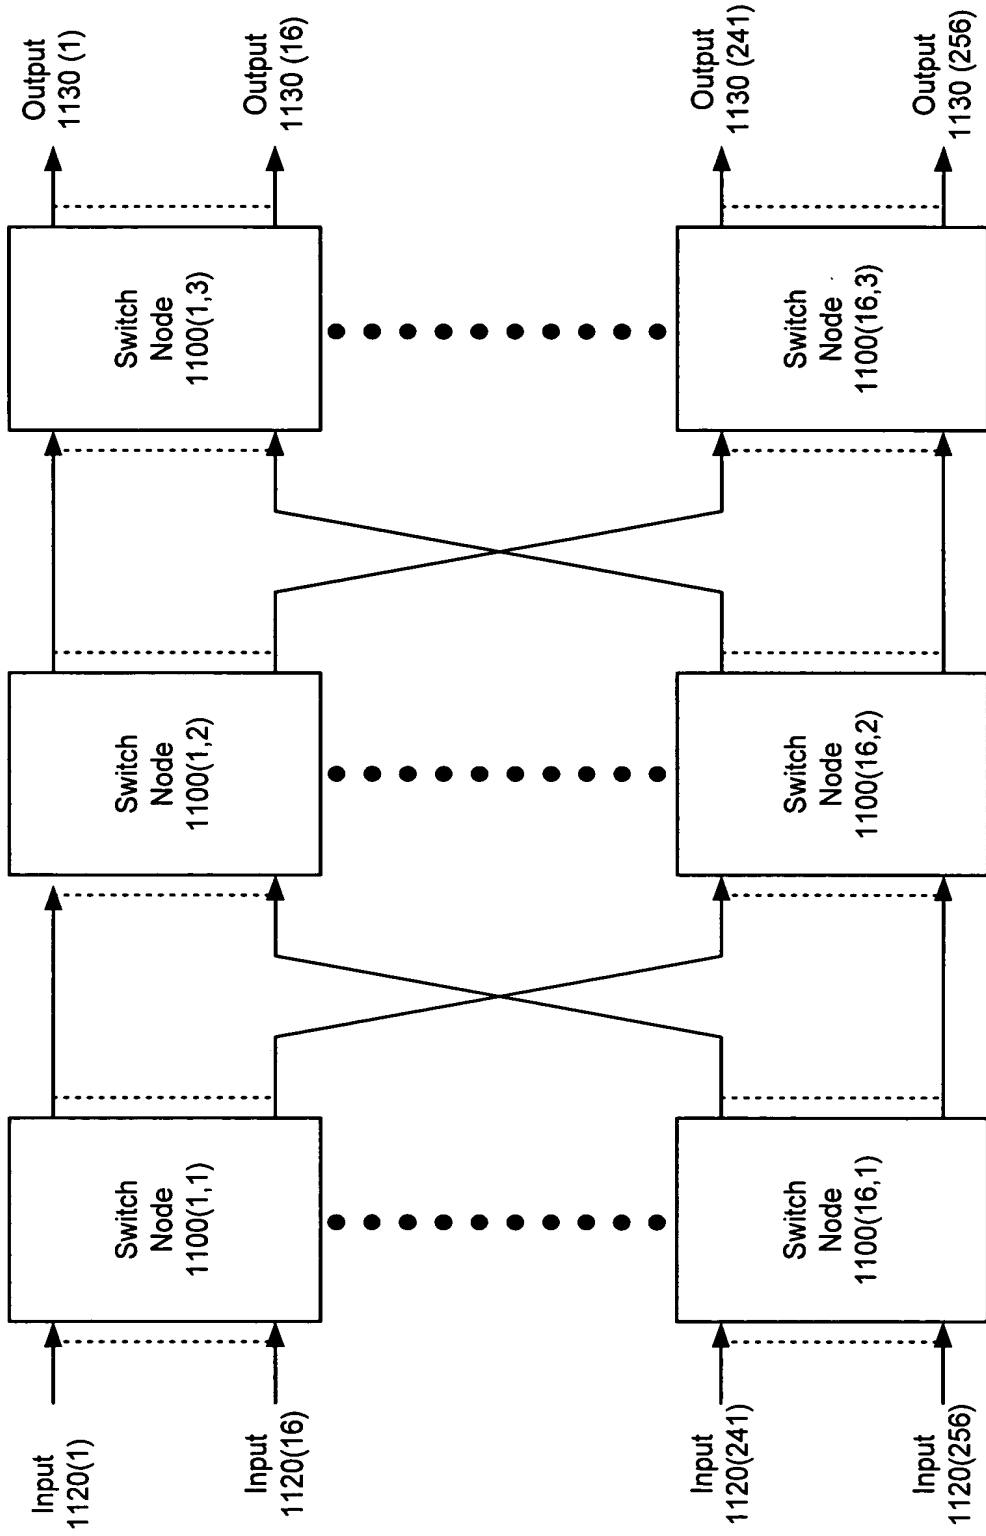 Input
1120(1)
Input
1120(16)
Input
1120(241)
Input
1120(256)
Switch
Node
1100(1,1)
Switch
Node
1100(16,1)
Switch
Node
1100(1,2)
Switch
Node
1100(16,2)
Switch
Node
1100(1,3)
Switch
Node
1100(16,3)
Output
1130 (1)
Output
1130 (16)
Output
1130 (241)
Output
1130 (256)